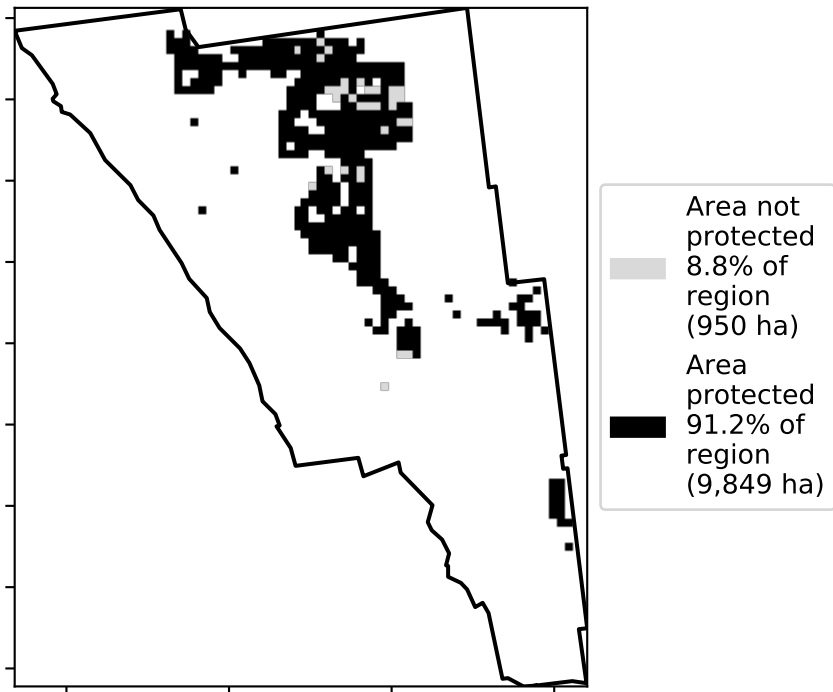 Area not
protected
8.8% of
region
(950 ha)
Area
protected
91.2% of
region
(9,849 ha)